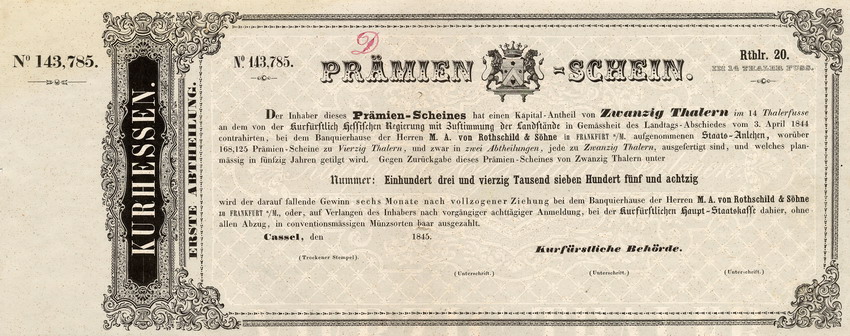 No 143,785.
KURHESSEN.
ERSTE ABTHEILUNG.
No 143,785.
D
PRÄMIEN-SCHEIN.
Rthlr. 20.
IM 14 THALER FUSS.
Der Inhaber dieses Prämien-Scheines hat einen Kapital-Antheil von Zwanzig Thalern im 14 Thalerfusse
an dem von der Kurfürstlich Hessischen Regierung mit Zustimmung der Landstände in Gemässheit des Landtags-Abschiedes vom 3. April 1844
contrahirten, bei dem Banquierhause der Herren M. A. von Rothschild & Söhne in FRANKFURT a/M., aufgenommenen Staats-Anlehen, worüber
168,125 Prämien-Scheine zu Vierzig Thalern, und zwar in zwei Abtheilungen, jede zu Zwanzig Thalern, ausgefertigt sind, und welches plan-
mässig in fünfzig Jahren getilgt wird. Gegen Zurückgabe dieses Prämien-Scheines von Zwanzig Thalern unter
Nummer: Einhundert drei und vierzig Tausend sieben Hundert fünf und achtzig
wird der darauf fallende Gewinn sechs Monate nach vollzogener Ziehung bei dem Banquierhause der Herren M. A. von Rothschild & Söhne
zu FRANKFURT a/M., oder, auf Verlangen des Inhabers nach vorgängiger achttägiger Anmeldung, bei der Kurfürstlichen Haupt-Staatskasse dahier, ohne
allen Abzug, in conventionsmässigen Münzsorten baar ausgezahlt.
Cassel, den 1845.
Kurfürstliche Behörde.
(Trockener Stempel).
(Unterschrift.) (Unterschrift.) (Unterschrift.)